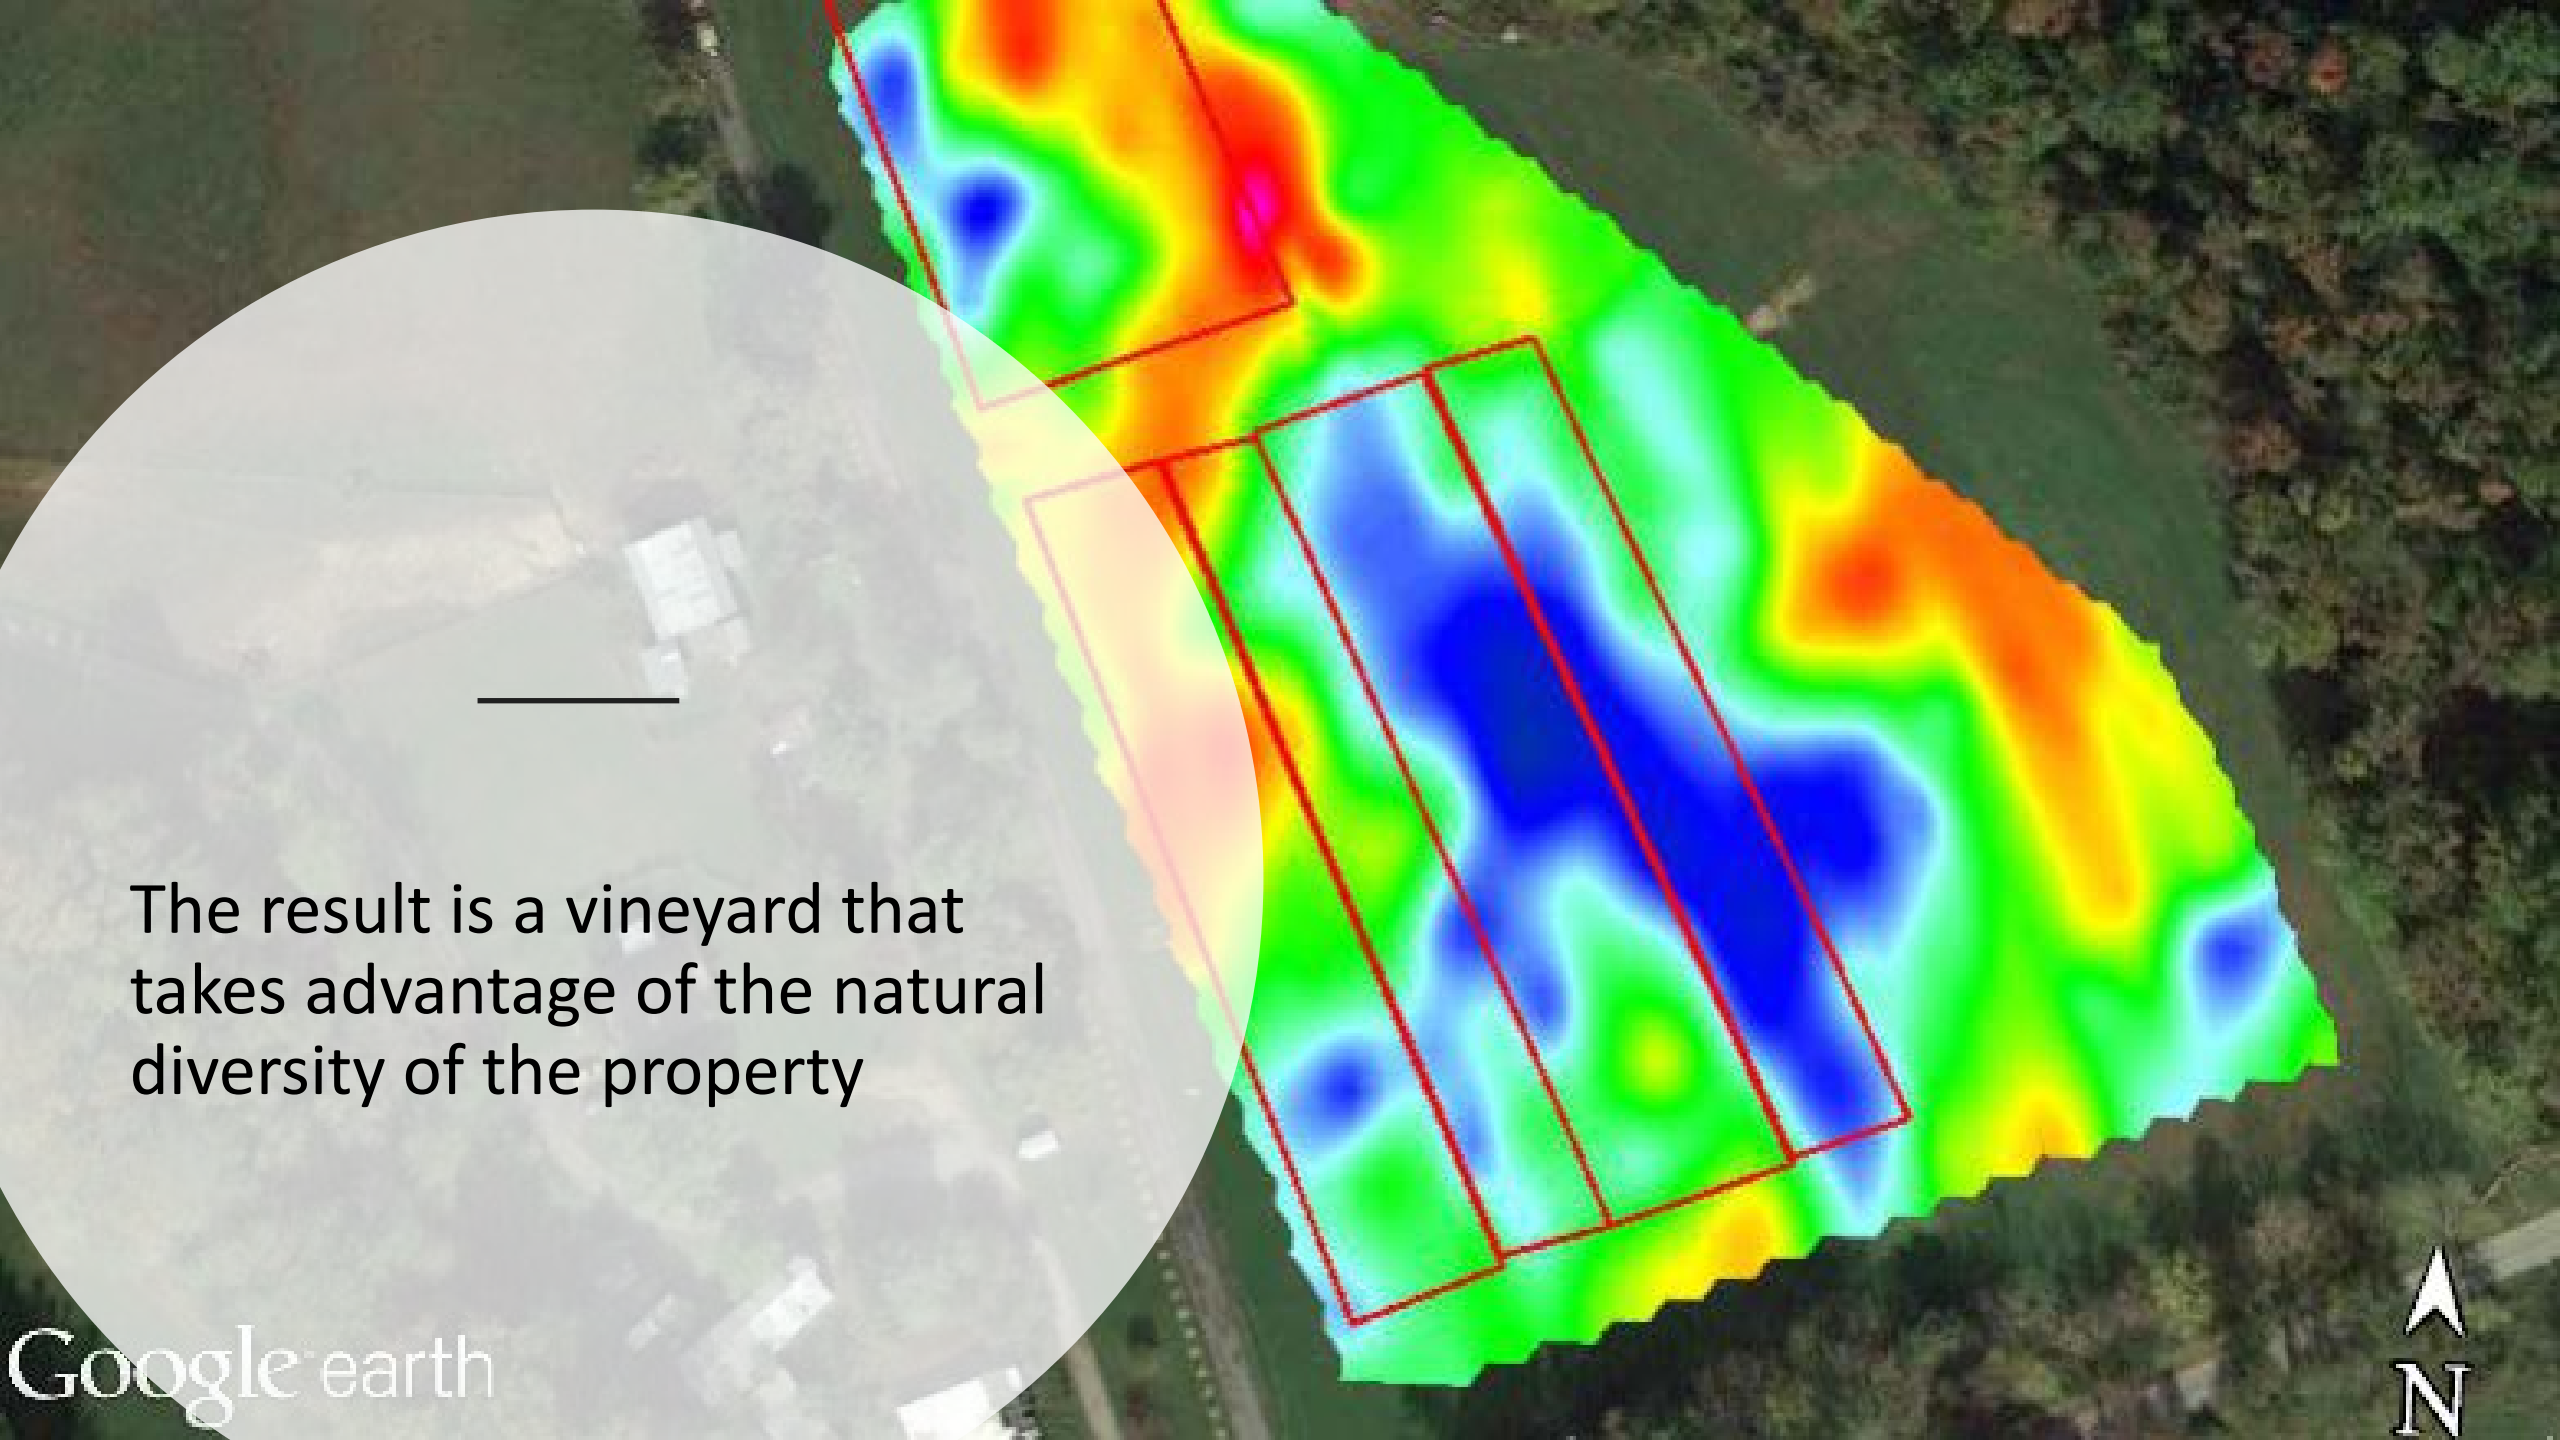 The result is a vineyard that
takes advantage of the natural
diversity of the property
Google earth
N